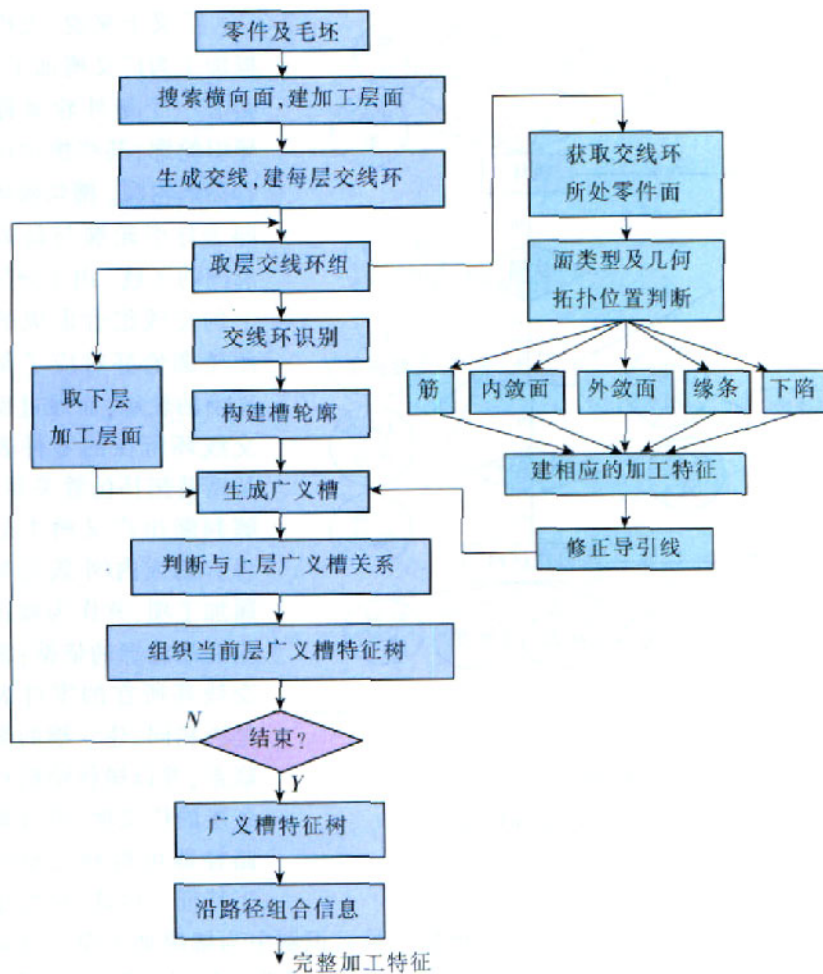 零件及毛坯
搜索横向面,建加工层面
生成交线,建每层交线环
取层交线环组
交线环识别
构建槽轮廓
取下层
加工层面
生成广义槽
判断与上层广义槽关系
组织当前层广义槽特征树
N
结束?
Y
广义槽特征树
沿路径组合信息
完整加工特征
获取交线环
所处零件面
面类型及几何
拓扑位置判断
筋
内敛面
外敛面
缘条
下陷
建相应的加工特征
修正导引线